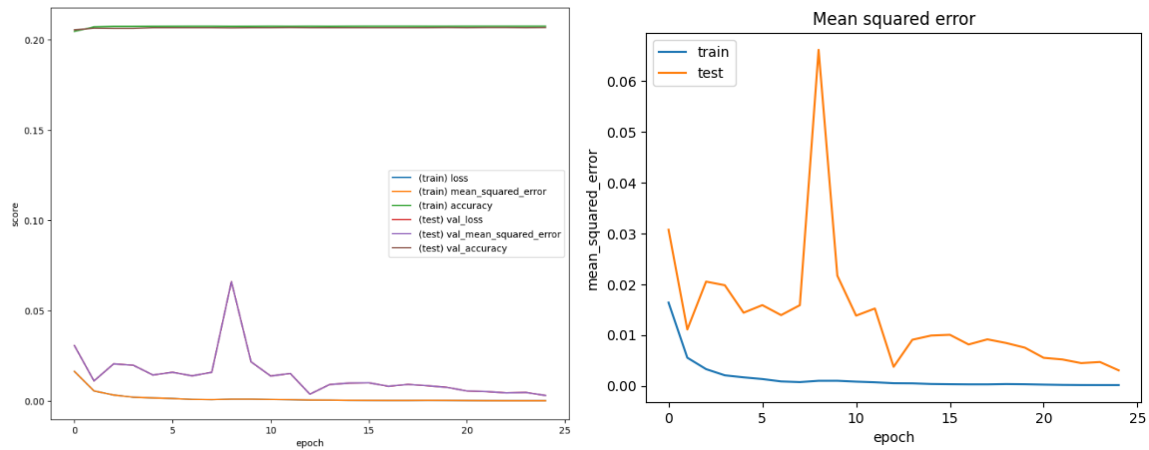 0.20
0.15
0.10
0.05
0.00
score
(train) loss
(train) mean_squared_error
(train) accuracy
(test) val_loss
(test) val_mean_squared_error
(test) val_accuracy
0 5 10 15 20 25
epoch
Mean squared error
train
test
0.06
0.05
0.04
0.03
0.02
0.01
0.00
mean_squared_error
0 5 10 15 20 25
epoch